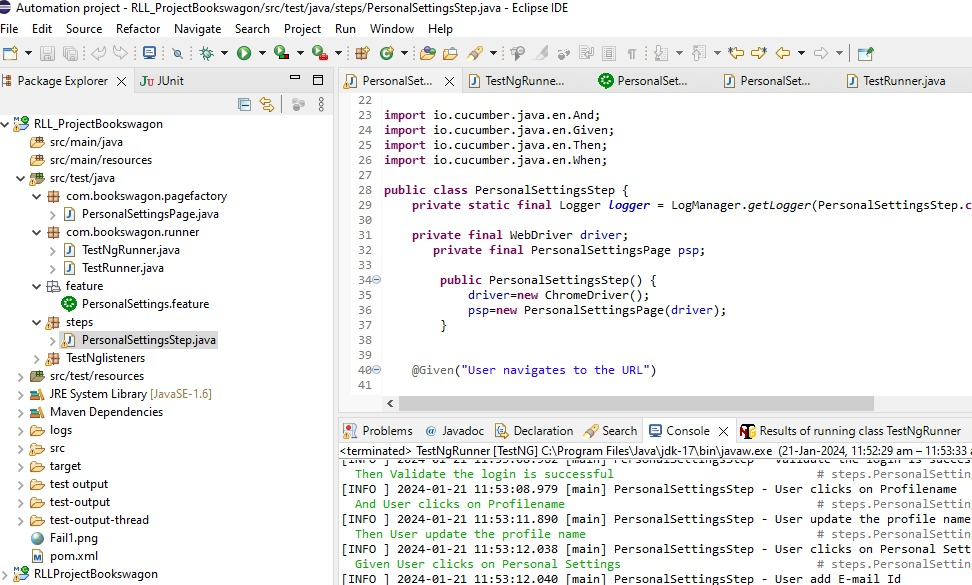 Automation project - RLL_ProjectBookswagon/src/test/java/steps/PersonalSettingsStep.java - Eclipse IDE
File Edit Source Refactor Navigate Search Project Run Window Help
Package Explorer
JUnit
RLL_ProjectBookswagon
src/main/java
src/main/resources
src/test/java
com.bookswagon.pagefactory
PersonalSettingsPage.java
com.bookswagon.runner
TestNgRunner.java
TestRunner.java
feature
PersonalSettings.feature
steps
PersonalSettingsStep.java
TestNglisteners
src/test/resources
JRE System Library [JavaSE-1.6]
Maven Dependencies
logs
src
target
test output
test-output
test-output-thread
Fail1.png
pom.xml
RLLProjectBookswagon
PersonalSet... TestNgRunne... PersonalSet... PersonalSet... TestRunner.java
22
23 import io.cucumber.java.en.And;
24 import io.cucumber.java.en.Given;
25 import io.cucumber.java.en.Then;
26 import io.cucumber.java.en.When;
27
28 public class PersonalSettingsStep {
29 private static final Logger logger = LogManager.getLogger(PersonalSettingsStep.c
30
31 private final WebDriver driver;
32 private final PersonalSettingsPage psp;
33
34 public PersonalSettingsStep() {
35 driver=new ChromeDriver();
36 psp=new PersonalSettingsPage(driver);
37 }
38
39
40 @Given("User navigates to the URL")
41
Problems @ Javadoc Declaration Search Console Results of running class TestNgRunner
<terminated> TestNgRunner [TestNG] C:\Program Files\Java\jdk-17\bin\javaw.exe (21-Jan-2024, 11:52:29 am – 11:53:33 a
Then Validate the login is successful # steps.PersonalSettin
[INFO ] 2024-01-21 11:53:08.979 [main] PersonalSettingsStep - User clicks on Profilename
And User clicks on Profilename # steps.PersonalSettin
[INFO ] 2024-01-21 11:53:11.890 [main] PersonalSettingsStep - User update the profile name
Then User update the profile name # steps.PersonalSettin
[INFO ] 2024-01-21 11:53:12.038 [main] PersonalSettingsStep - User clicks on Personal Sett
Given User clicks on Personal Settings # steps.PersonalSettin
[INFO ] 2024-01-21 11:53:12.040 [main] PersonalSettingsStep - User add E-mail Id